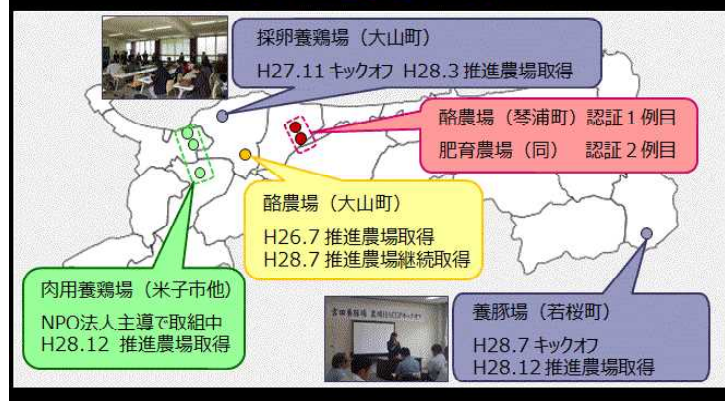 採卵養鶏場（大山町）
H27.11 キックオフ H28.3 推進農場取得
酪農場（琴浦町）認証１例目
肥育農場（同）　認証２例目
酪農場（大山町）
H26.7 推進農場取得
H28.7 推進農場継続取得
肉用養鶏場（米子市他）
NPO法人主導で取組中
H28.12 推進農場取得
養豚場（若桜町）
H28.7 キックオフ
H28.12 推進農場取得